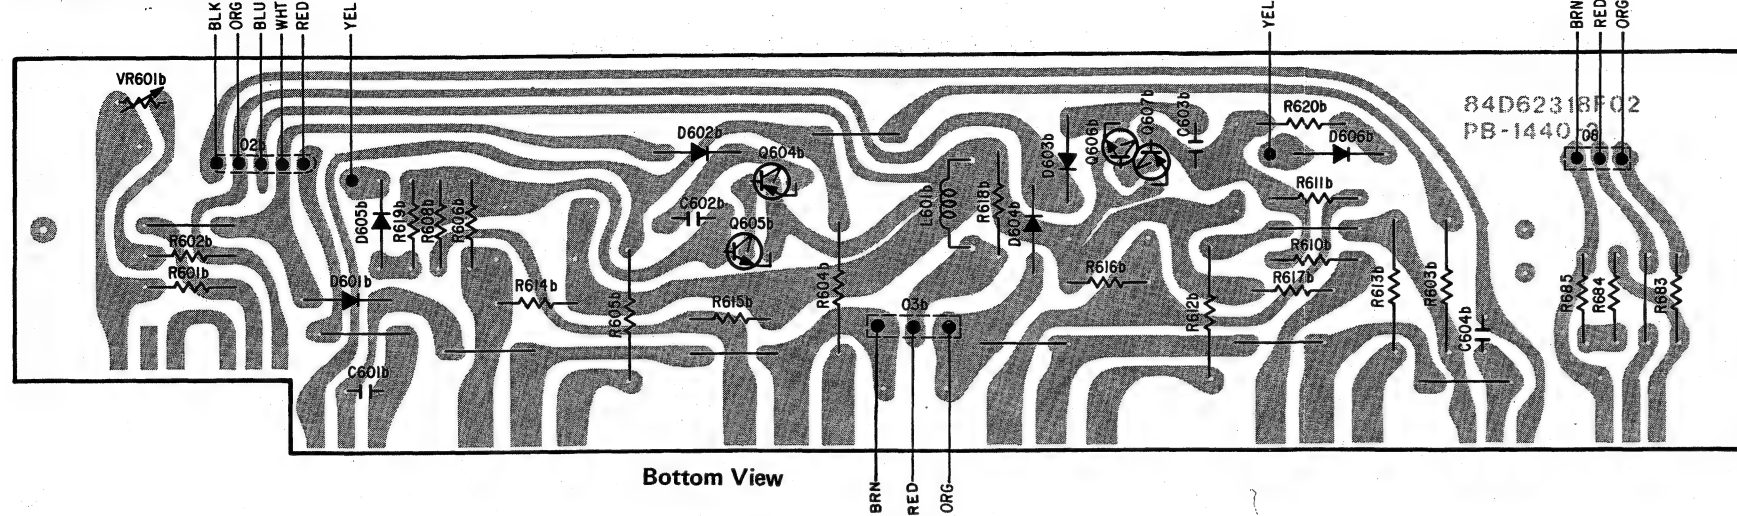 BLK
ORG
BLU
WHT
RED
YEL
YEL
BRN
RED
ORG
VR601b
D602b
Q604b
D603b
Q606b
Q607b
C603b
R620b
D606b
84D62318F02
PB-1440-2
02b
08
D605b
R619b
R608b
R606b
C602b
Q605b
L601b
R618b
D604b
R611b
R602b
R601b
D601b
R614b
R615b
R604b
03b
R616b
R612b
R610b
R617b
R613b
R603b
C604b
R685
R684
R683
C601b
Bottom View
BRN
RED
ORG